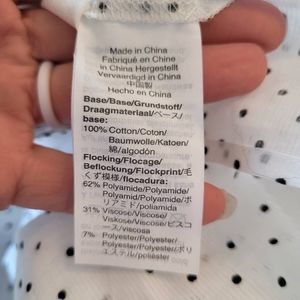 Made in China
Fabriqué en Chine
in China Hergestellt
Vervaardigd in China
中国製
Hecho en China
Base/Base/Grundstoff/
Draagmateriaal/ベース/
base:
100% Cotton/Coton/
Baumwolle/Katoen/
綿/algodón
Flocking/Flocage/
Beflockung/Flockprint/毛
くず模様/flocadura:
62% Polyamide/Polyamide/
Polyamid/Polyamide/ポ
リアミド/poliamida
31% Viscose/Viscose/
Viskose/Viscose/ビスコ
ース/viscosa
7% Polyester/Polyester/
Polyester/Polyester/ポリ
エステル/poliéster